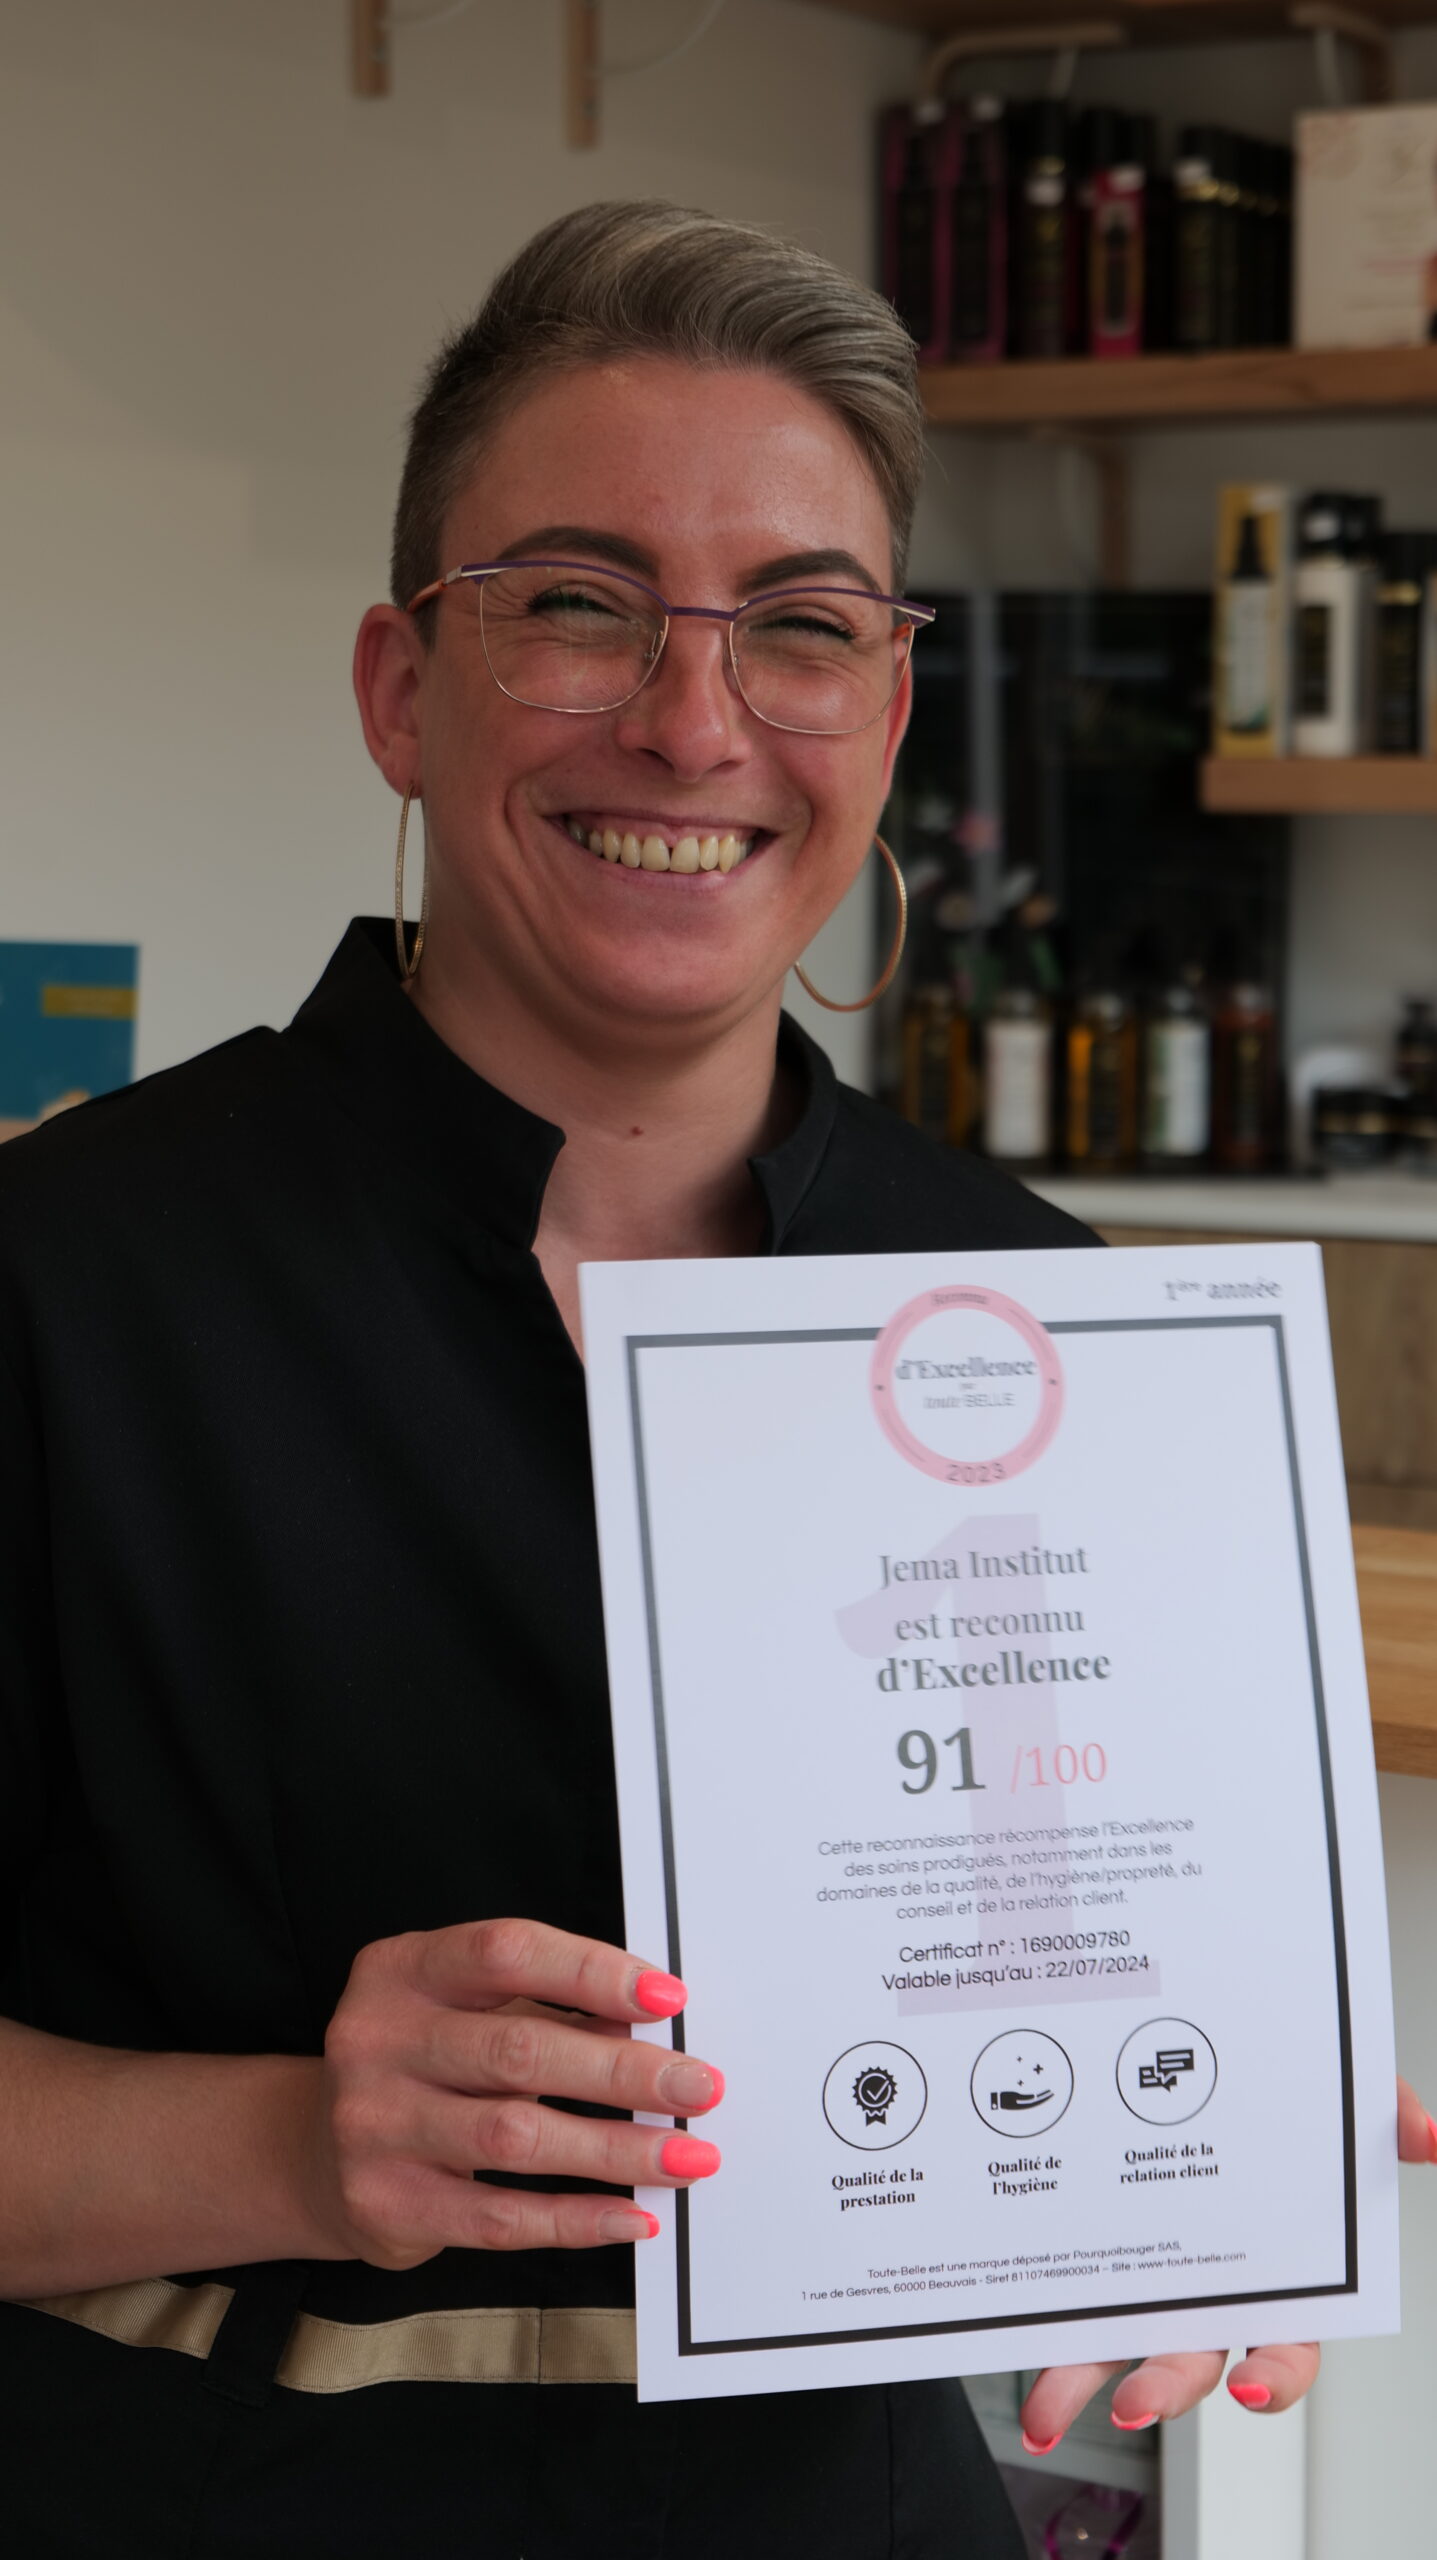 1ère année
Reconnu
d'Excellence
par
toute BELLE
2023
Jema Institut
est reconnu
d'Excellence
91 /100
Cette reconnaissance récompense l'Excellence
des soins prodigués, notamment dans les
domaines de la qualité, de l'hygiène/propreté, du
conseil et de la relation client.
Certificat n° : 1690009780
Valable jusqu'au : 22/07/2024
Qualité de la
prestation
Qualité de
l'hygiène
Qualité de la
relation client
Toute-Belle est une marque déposé par Pourquoibouger SAS,
1 rue de Gesvres, 60000 Beauvais - Siret 81107469900034 – Site : www-toute-belle.com